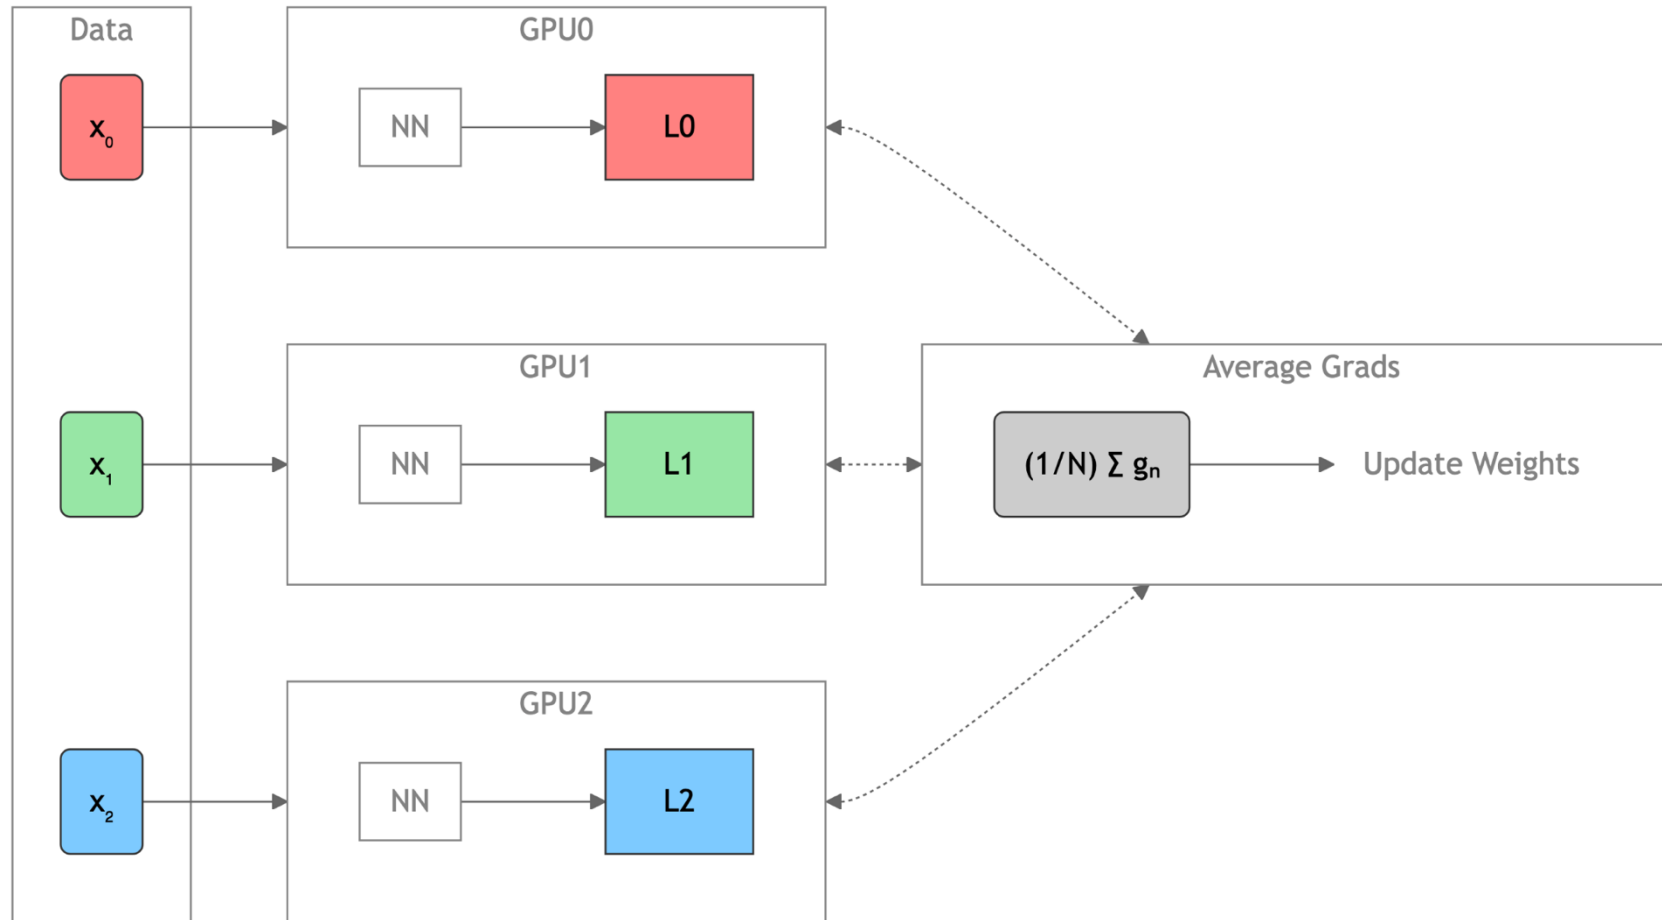 Data
GPU0
x₀
NN
L0
GPU1
Average Grads
x₁
NN
L1
(1/N) Σ gₙ
Update Weights
GPU2
x₂
NN
L2